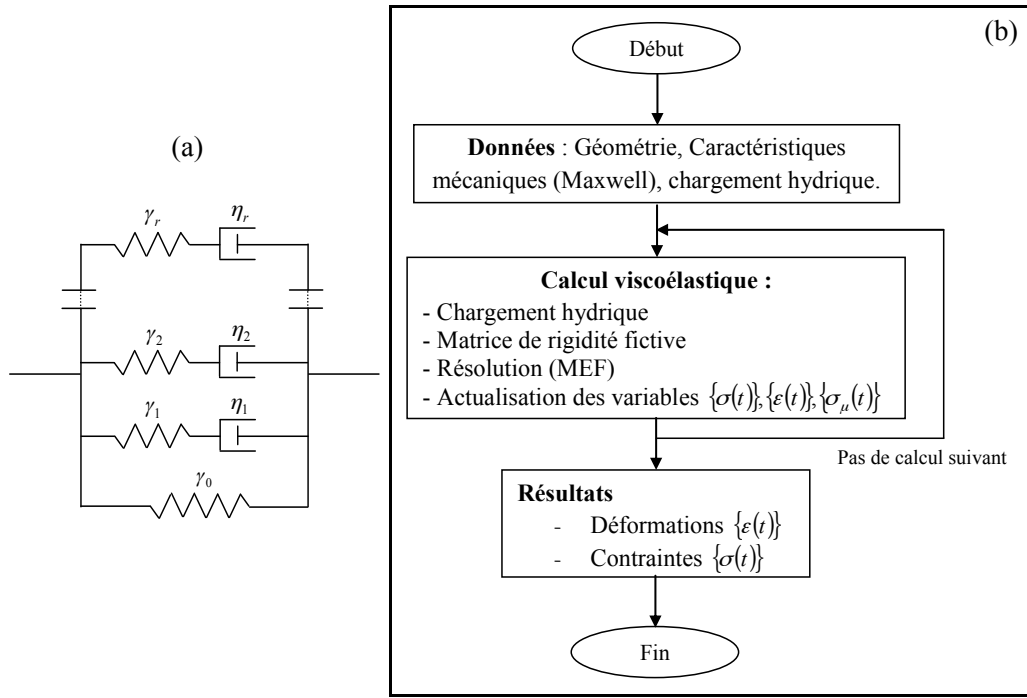 (a)
γr
ηr
γ2
η2
γ1
η1
γ0
(b)
Début
Données : Géométrie, Caractéristiques
mécaniques (Maxwell), chargement hydrique.
Calcul viscoélastique :
- Chargement hydrique
- Matrice de rigidité fictive
- Résolution (MEF)
- Actualisation des variables {σ(t)},{ε(t)},{σμ(t)}
Pas de calcul suivant
Résultats
- Déformations {ε(t)}
- Contraintes {σ(t)}
Fin